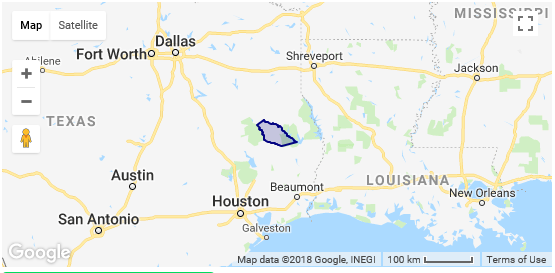 MISSISSIPPI
Map Satellite
Dallas
Fort Worth
Abilene
Shreveport
Jackson
TEXAS
Austin
LOUISIANA
Beaumont
New Orleans
Houston
San Antonio
Galveston
Google
Map data ©2018 Google, INEGI 100 km Terms of Use